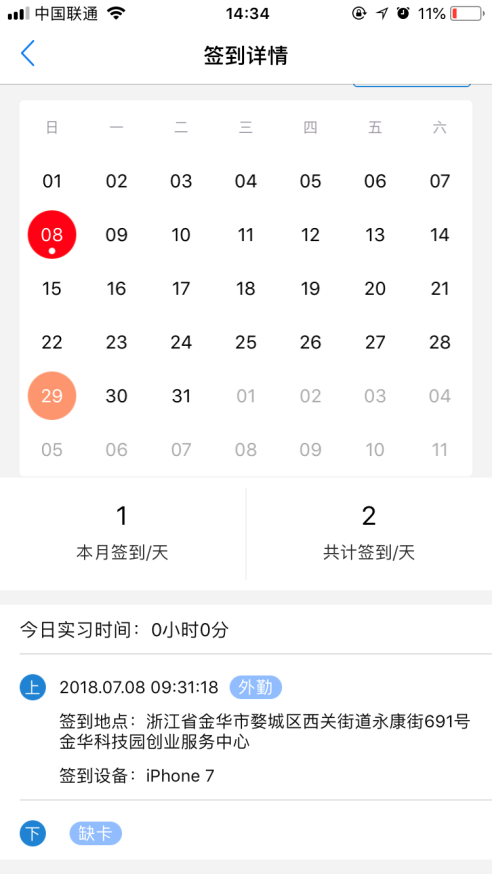 中国联通 14:34 11%
签到详情
日 一 二 三 四 五 六
01 02 03 04 05 06 07
08 09 10 11 12 13 14
15 16 17 18 19 20 21
22 23 24 25 26 27 28
29 30 31 01 02 03 04
05 06 07 08 09 10 11
1 2
本月签到/天 共计签到/天
今日实习时间：0小时0分
上 2018.07.08 09:31:18 外勤
签到地点：浙江省金华市婺城区西关街道永康街691号
金华科技园创业服务中心
签到设备：iPhone 7
下 缺卡